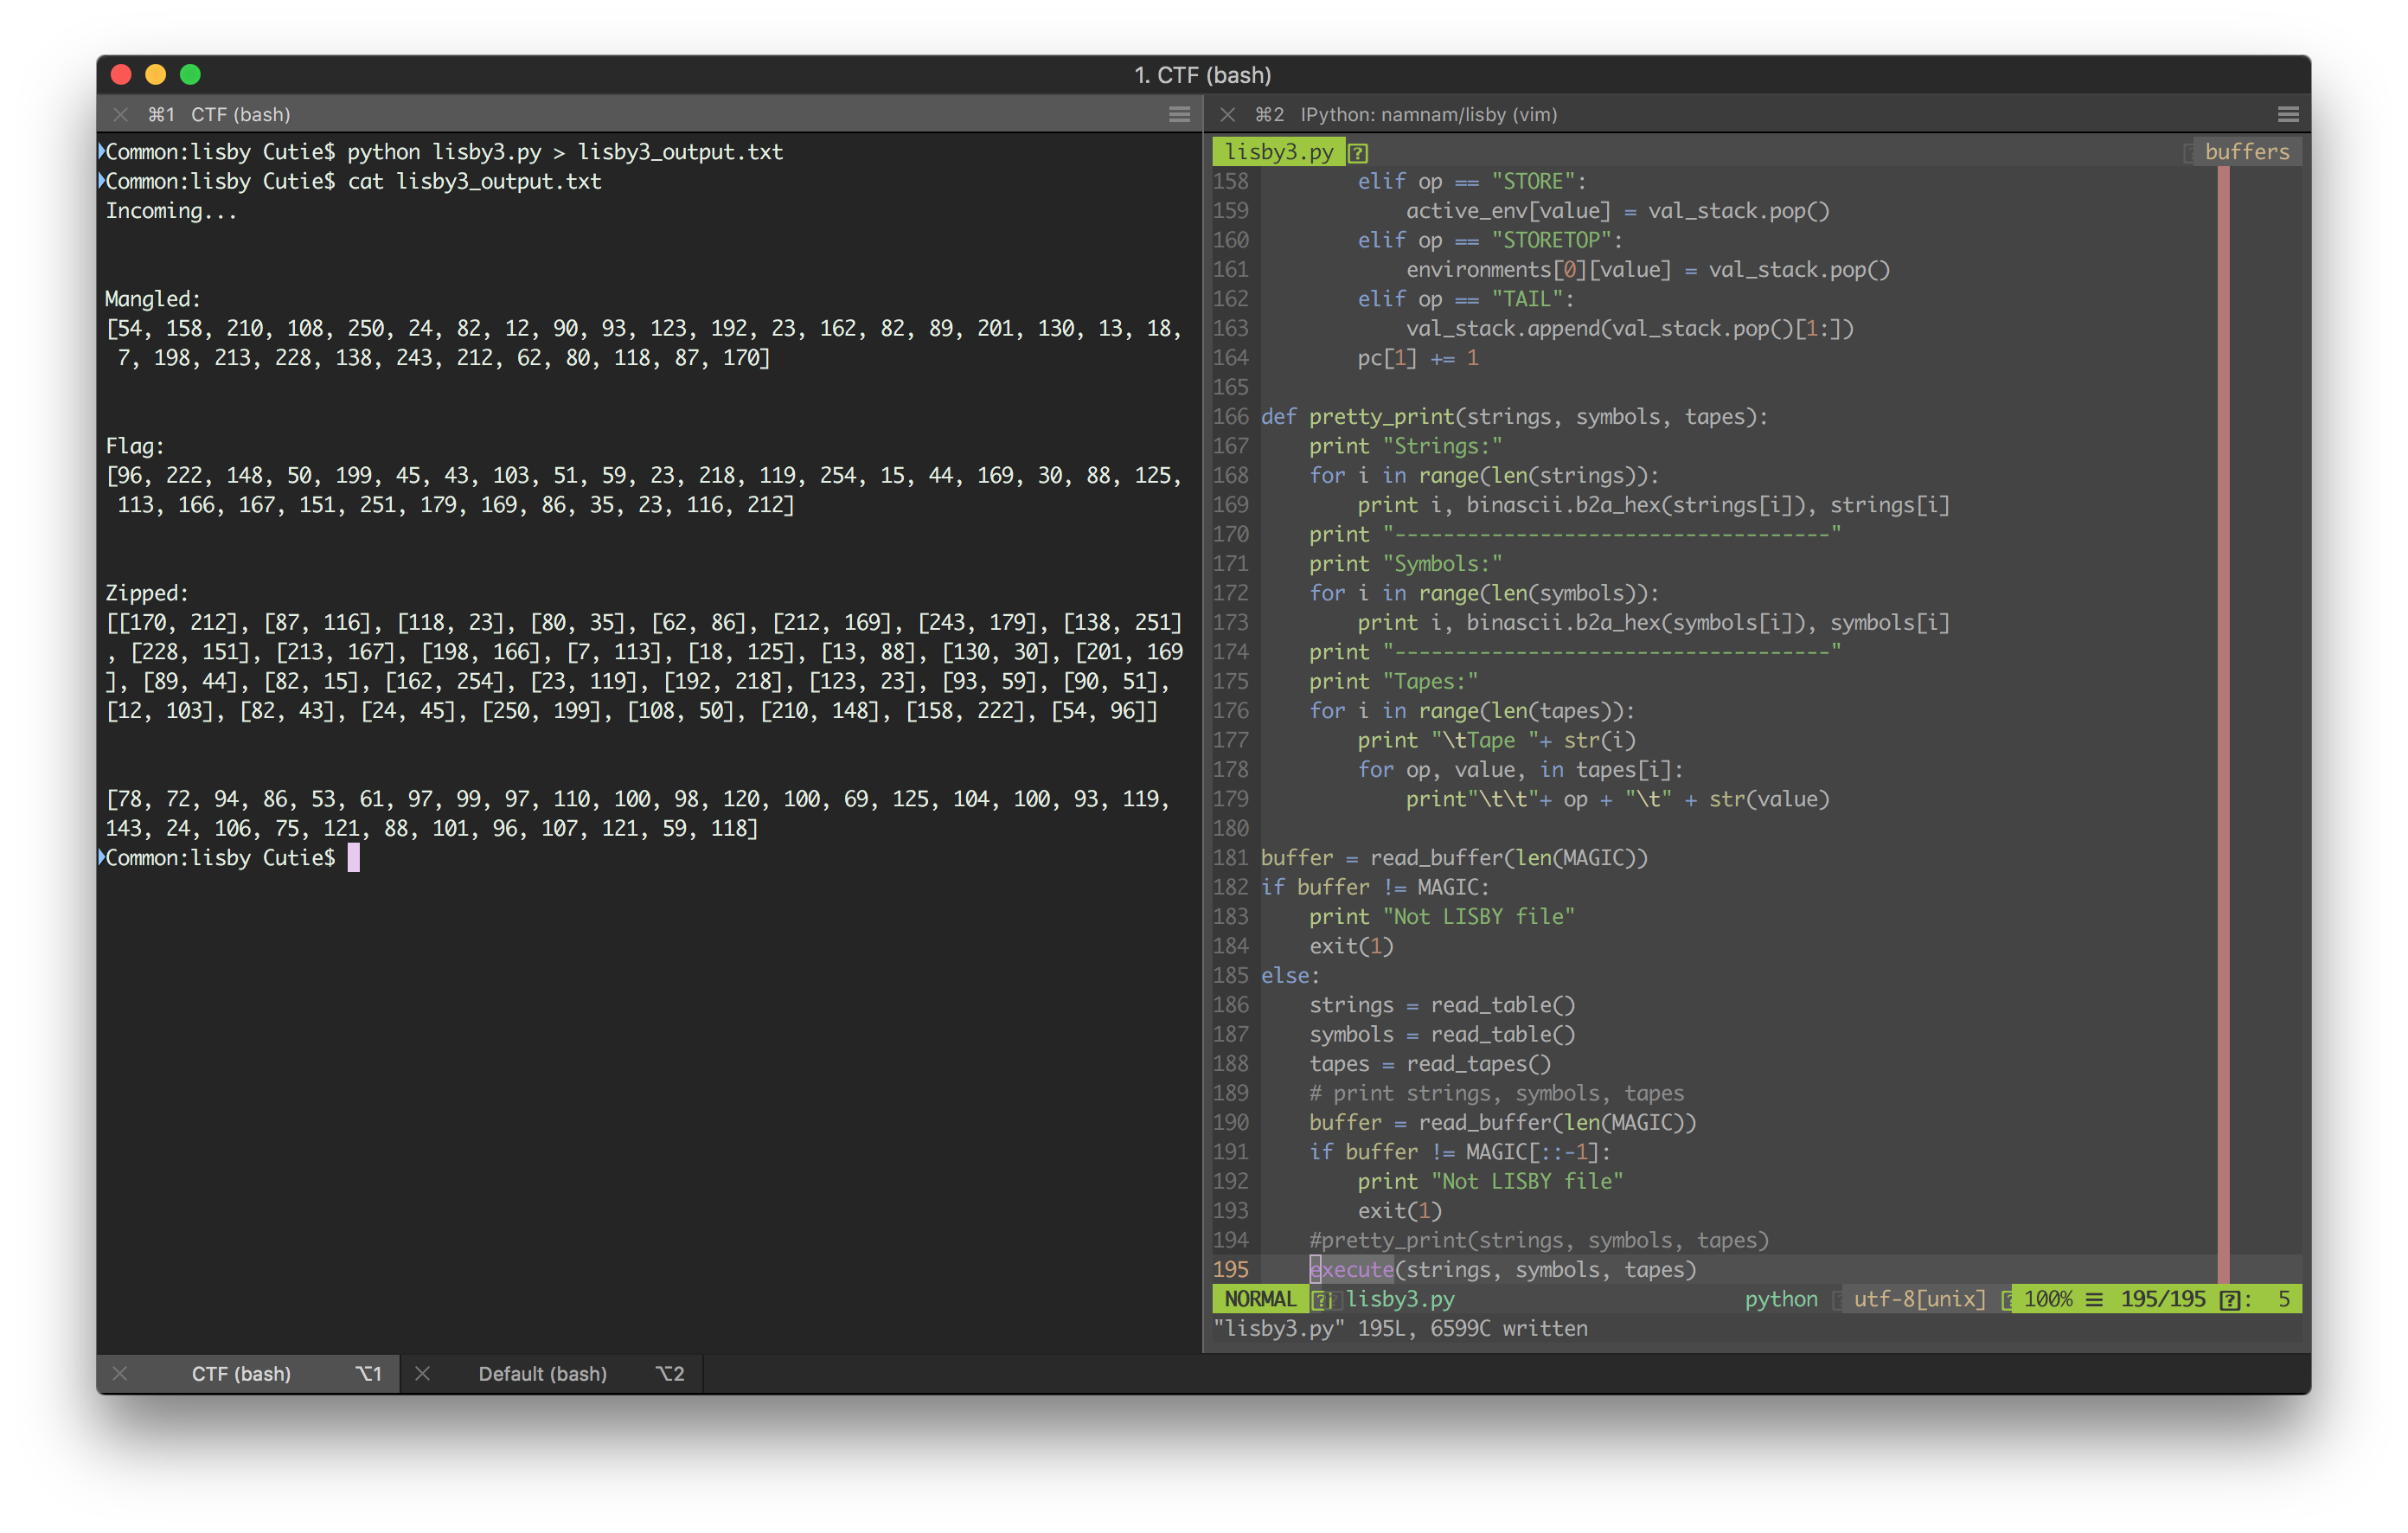 1. CTF (bash)
⌘1 CTF (bash)
Common:lisby Cutie$ python lisby3.py > lisby3_output.txt
Common:lisby Cutie$ cat lisby3_output.txt
Incoming...
Mangled:
[54, 158, 210, 108, 250, 24, 82, 12, 90, 93, 123, 192, 23, 162, 82, 89, 201, 130, 13, 18,
 7, 198, 213, 228, 138, 243, 212, 62, 80, 118, 87, 170]
Flag:
[96, 222, 148, 50, 199, 45, 43, 103, 51, 59, 23, 218, 119, 254, 15, 44, 169, 30, 88, 125,
 113, 166, 167, 151, 251, 179, 169, 86, 35, 23, 116, 212]
Zipped:
[[170, 212], [87, 116], [118, 23], [80, 35], [62, 86], [212, 169], [243, 179], [138, 251]
, [228, 151], [213, 167], [198, 166], [7, 113], [18, 125], [13, 88], [130, 30], [201, 169
], [89, 44], [82, 15], [162, 254], [23, 119], [192, 218], [123, 23], [93, 59], [90, 51],
[12, 103], [82, 43], [24, 45], [250, 199], [108, 50], [210, 148], [158, 222], [54, 96]]
[78, 72, 94, 86, 53, 61, 97, 99, 97, 110, 100, 98, 120, 100, 69, 125, 104, 100, 93, 119,
143, 24, 106, 75, 121, 88, 101, 96, 107, 121, 59, 118]
Common:lisby Cutie$
⌘2 IPython: namnam/lisby (vim)
lisby3.py buffers
158         elif op == "STORE":
159             active_env[value] = val_stack.pop()
160         elif op == "STORETOP":
161             environments[0][value] = val_stack.pop()
162         elif op == "TAIL":
163             val_stack.append(val_stack.pop()[1:])
164         pc[1] += 1
165
166 def pretty_print(strings, symbols, tapes):
167     print "Strings:"
168     for i in range(len(strings)):
169         print i, binascii.b2a_hex(strings[i]), strings[i]
170     print "------------------------------------"
171     print "Symbols:"
172     for i in range(len(symbols)):
173         print i, binascii.b2a_hex(symbols[i]), symbols[i]
174     print "------------------------------------"
175     print "Tapes:"
176     for i in range(len(tapes)):
177         print "\tTape "+ str(i)
178         for op, value, in tapes[i]:
179             print"\t\t"+ op + "\t" + str(value)
180
181 buffer = read_buffer(len(MAGIC))
182 if buffer != MAGIC:
183     print "Not LISBY file"
184     exit(1)
185 else:
186     strings = read_table()
187     symbols = read_table()
188     tapes = read_tapes()
189     # print strings, symbols, tapes
190     buffer = read_buffer(len(MAGIC))
191     if buffer != MAGIC[::-1]:
192         print "Not LISBY file"
193         exit(1)
194     #pretty_print(strings, symbols, tapes)
195     execute(strings, symbols, tapes)
NORMAL lisby3.py python utf-8[unix] 100% ≡ 195/195 : 5
"lisby3.py" 195L, 6599C written
CTF (bash) ⌥1 Default (bash) ⌥2